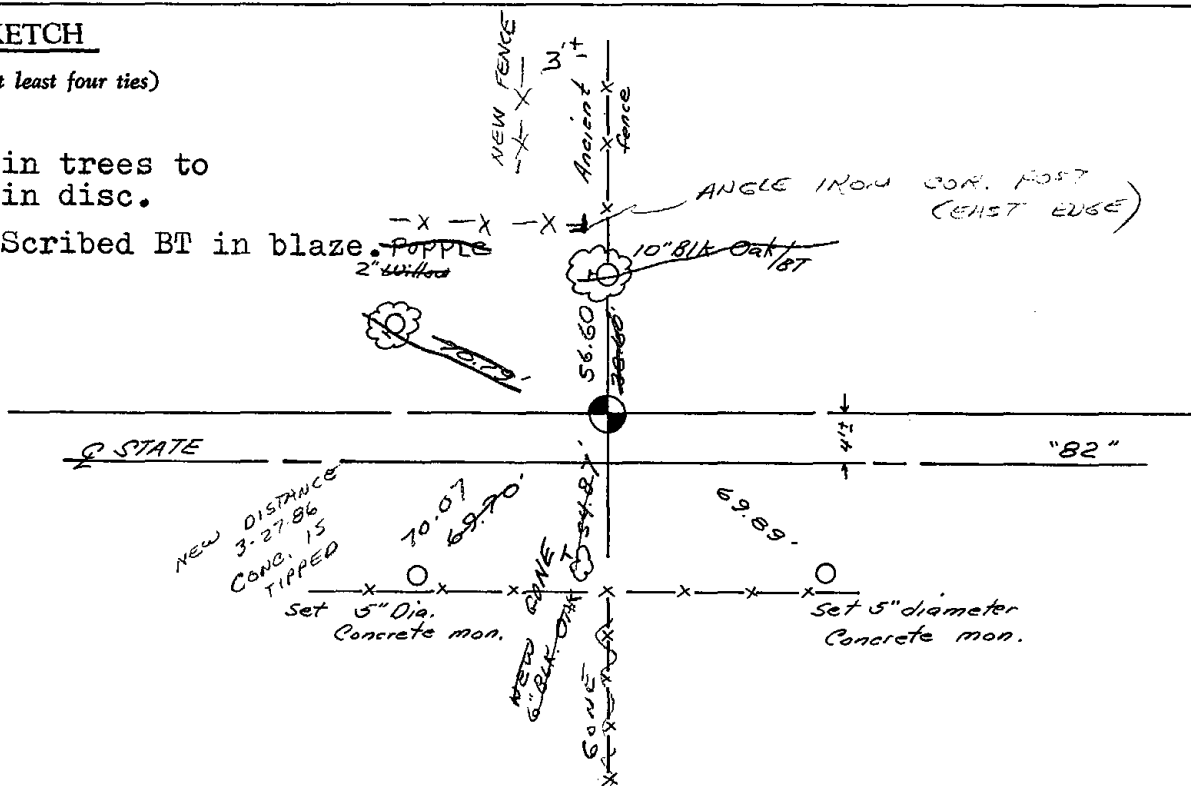 KETCH
t least four ties)
in trees to
in disc.
Scribed BT in blaze.
NEW FENCE
3'±
Ancient
fence
ANGLE IRON COR. POST
(EAST EDGE)
POPPLE
2" Willow
10" Blk Oak/BT
70.79'
56.60
38.60'
4'±
℄ STATE
"82"
NEW DISTANCE
3-27-86
CONC. IS
TIPPED
70.07
69.70'
54.87'
69.89'
NEW GONE
6" BLK. OAK
Set 5" Dia.
Concrete mon.
Set 5" diameter
Concrete mon.
GONE